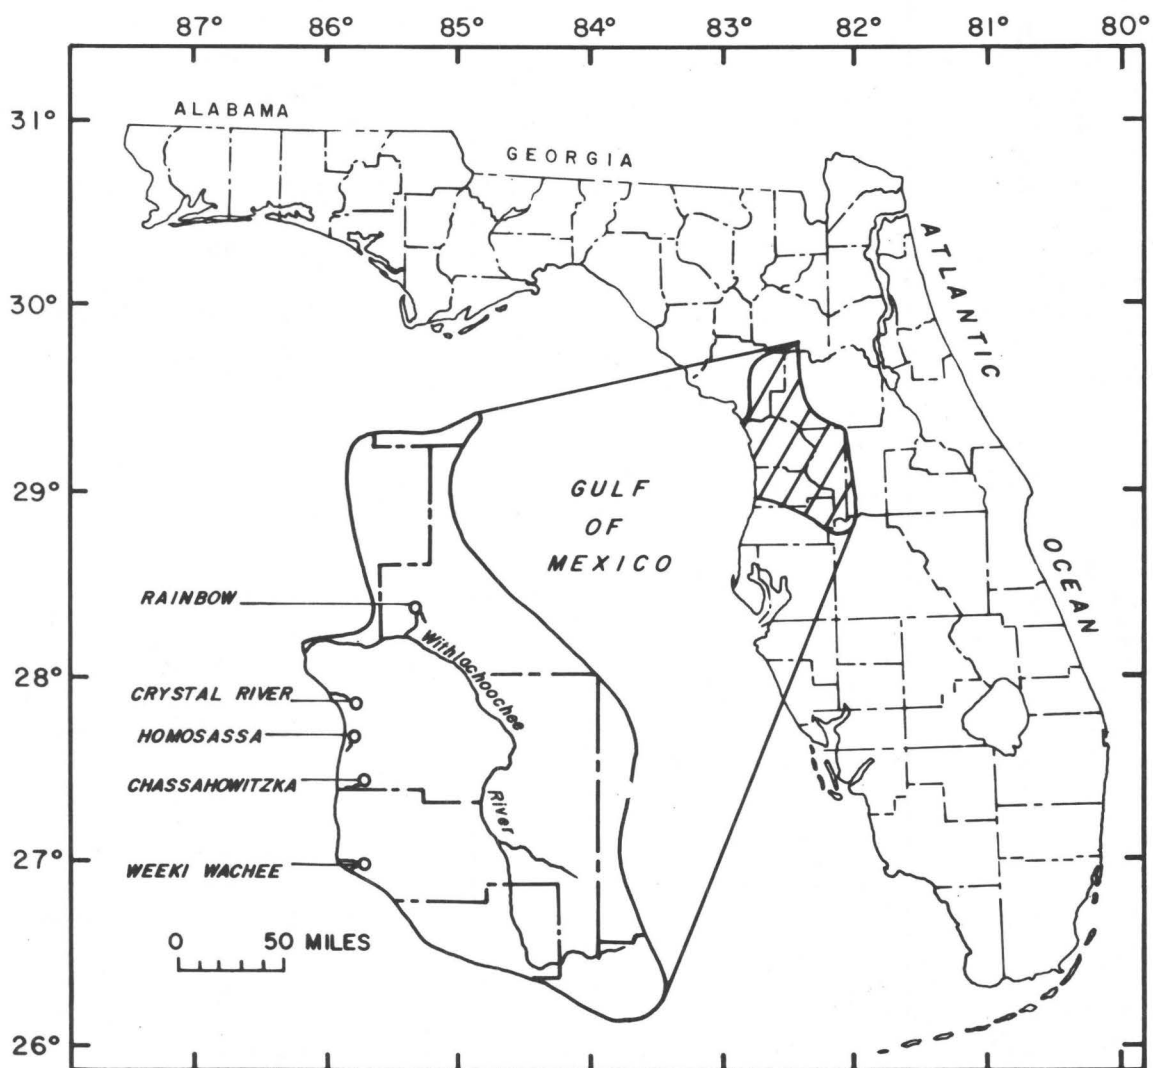 87° 86° 85° 84° 83° 82° 81° 80°
31°
ALABAMA
GEORGIA
30°
ATLANTIC
29°
GULF
OF
MEXICO
OCEAN
RAINBOW
Withlachoochee
28°
CRYSTAL RIVER
HOMOSASSA
CHASSAHOWITZKA
River
27°
WEEKI WACHEE
0 50 MILES
26°